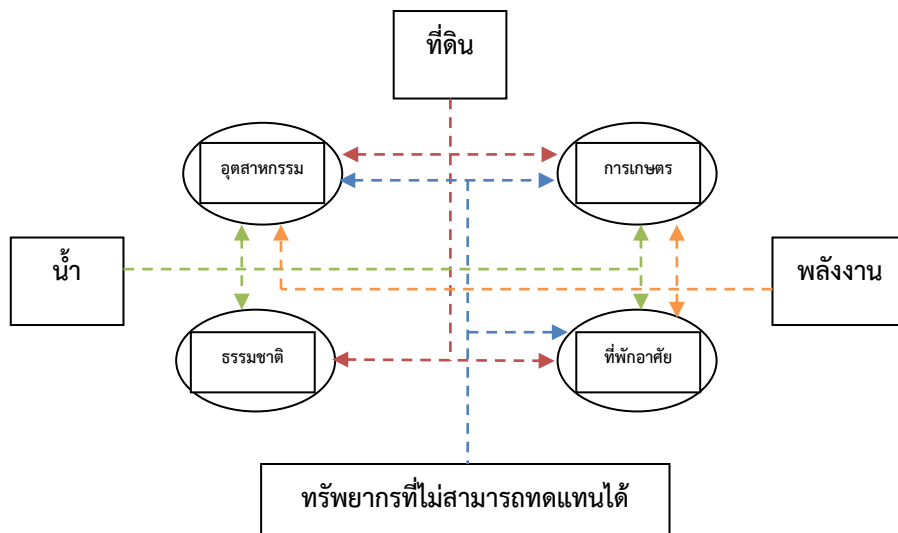 ที่ดิน
อุตสาหกรรม
การเกษตร
น้ำ
พลังงาน
ธรรมชาติ
ที่พักอาศัย
ทรัพยากรที่ไม่สามารถทดแทนได้